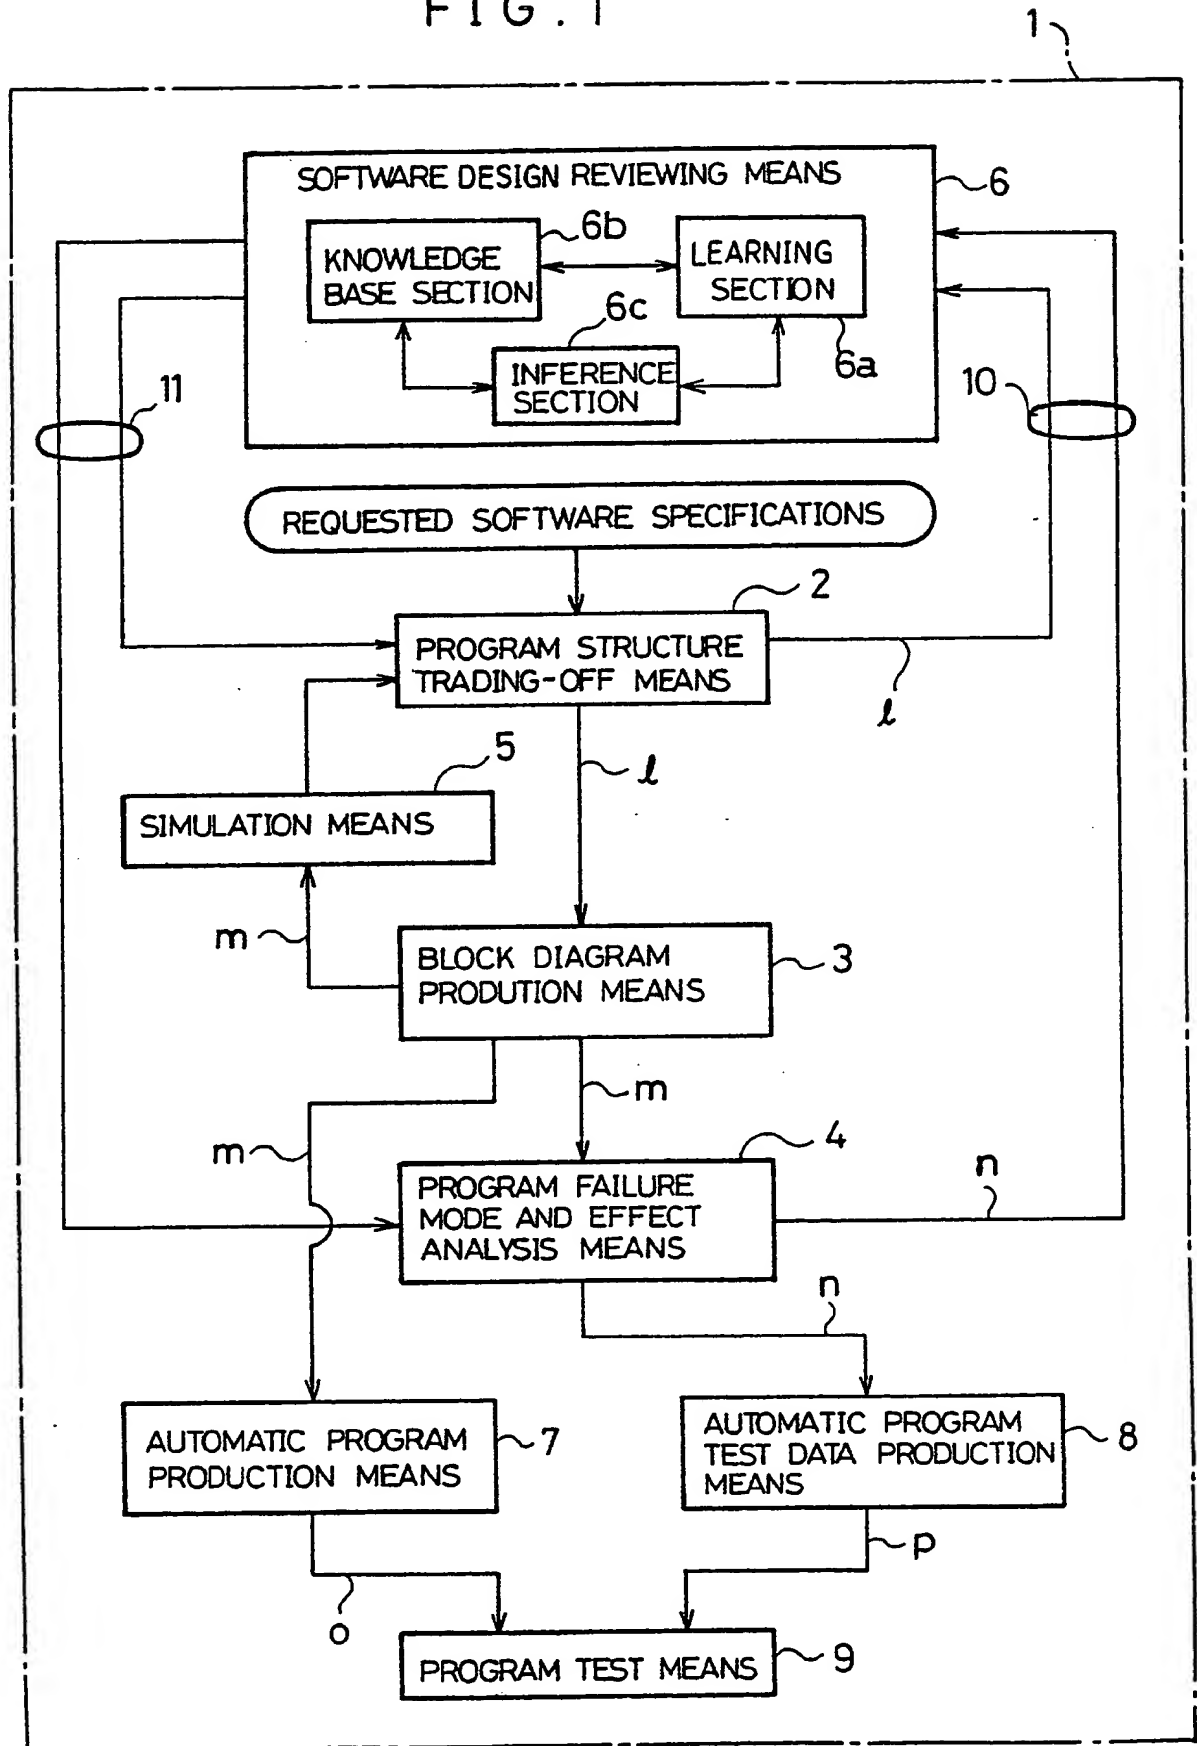 FIG.1
1
SOFTWARE DESIGN REVIEWING MEANS
6
6b
KNOWLEDGE
BASE SECTION
LEARNING
SECTION
6c
6a
INFERENCE
SECTION
11
10
REQUESTED SOFTWARE SPECIFICATIONS
2
PROGRAM STRUCTURE
TRADING-OFF MEANS
l
l
5
SIMULATION MEANS
m
BLOCK DIAGRAM
PRODUTION MEANS
3
m
m
4
PROGRAM FAILURE
MODE AND EFFECT
ANALYSIS MEANS
n
n
AUTOMATIC PROGRAM
PRODUCTION MEANS
7
AUTOMATIC PROGRAM
TEST DATA PRODUCTION
MEANS
8
p
o
PROGRAM TEST MEANS
9